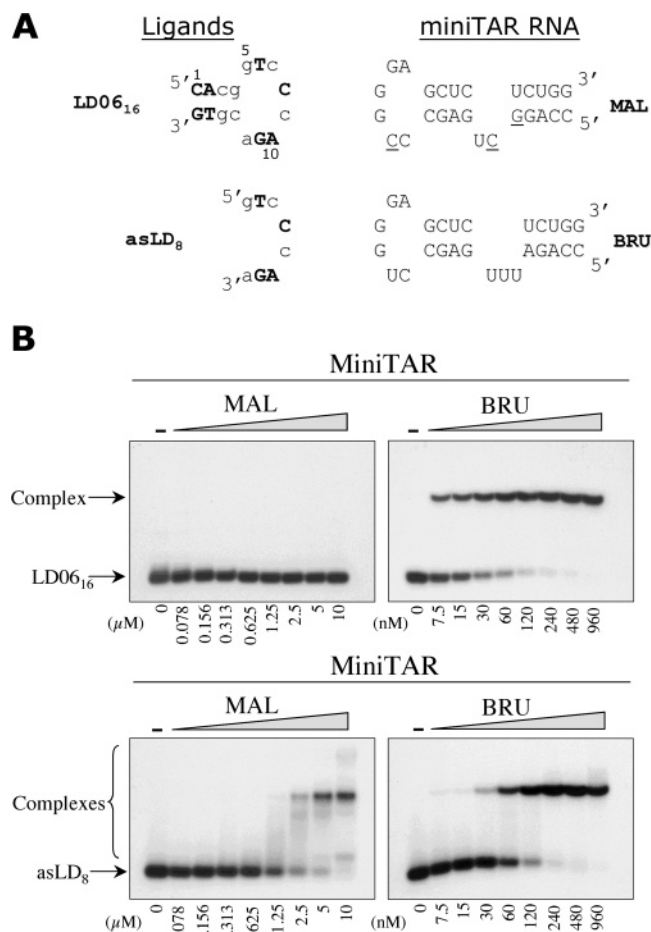 A
Ligands
miniTAR RNA
5
gTc
GA
5' 1
CAcg C
G GCUC UCUGG 3'
LD06₁₆
MAL
GTgc c
G CGAG GGACC 5'
3'
aGA
10
CC UC
5'
gTc
GA
C
G GCUC UCUGG 3'
asLD₈
BRU
c
G CGAG AGACC 5'
3' aGA
UC UUU
B
MiniTAR
MAL
BRU
–
–
Complex
LD06₁₆
(µM) 0 0.078 0.156 0.313 0.625 1.25 2.5 5 10
(nM) 0 7.5 15 30 60 120 240 480 960
MiniTAR
MAL
BRU
–
–
Complexes
asLD₈
(µM) 0 .078 .156 .313 .625 1.25 2.5 5 10
(nM) 0 7.5 15 30 60 120 240 480 960